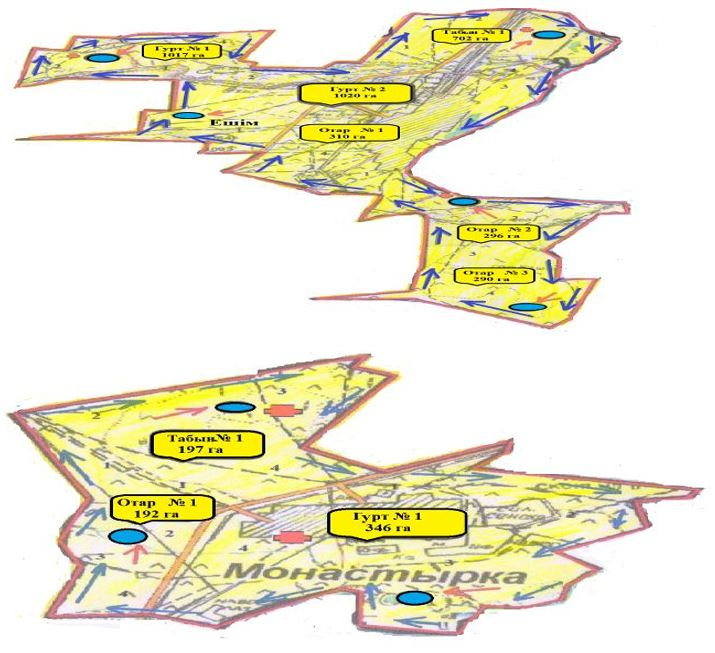 Гурт № 1
1017 га
Табын № 1
702 га
Гурт № 2
1020 га
Ешім
Отар № 1
310 га
Отар № 2
296 га
Отар № 3
290 га
Табын№ 1
197 га
Отар № 1
192 га
Гурт № 1
346 га
Монастырка